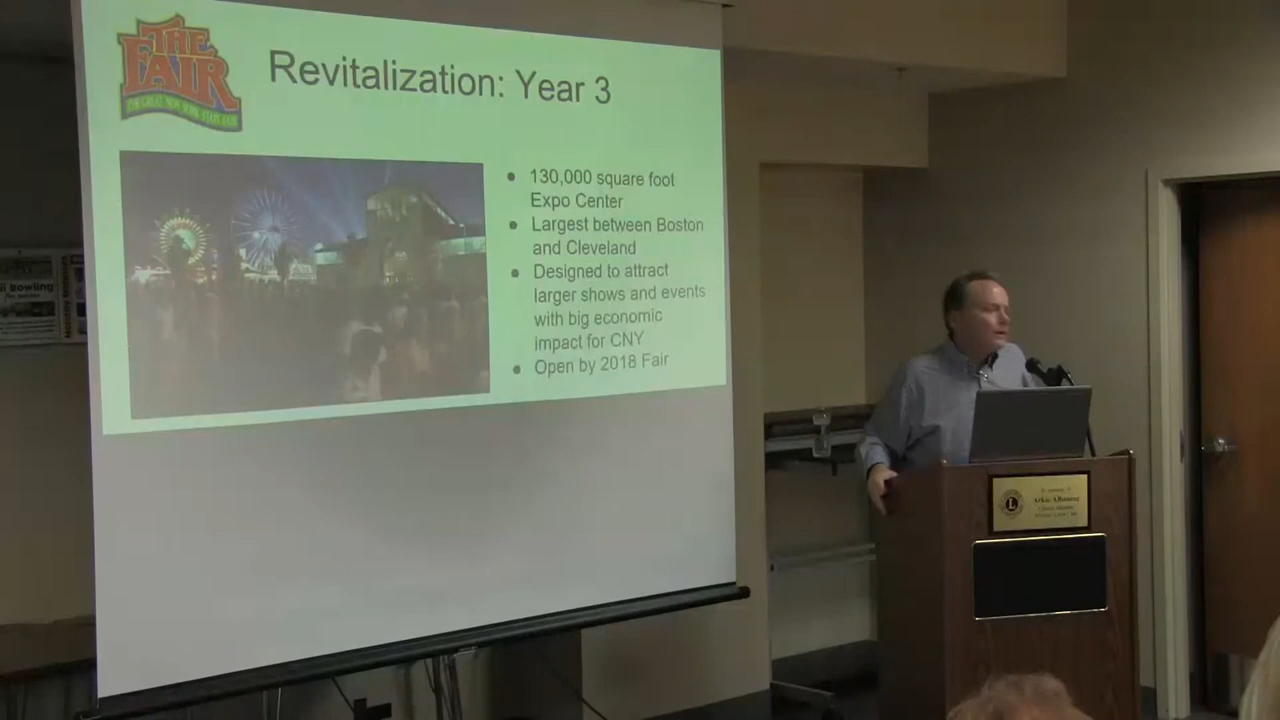 THE
FAIR
THE GREAT NEW YORK STATE FAIR
Revitalization: Year 3
• 130,000 square foot
Expo Center
• Largest between Boston
and Cleveland
• Designed to attract
larger shows and events
with big economic
impact for CNY
• Open by 2018 Fair
Bowling
L